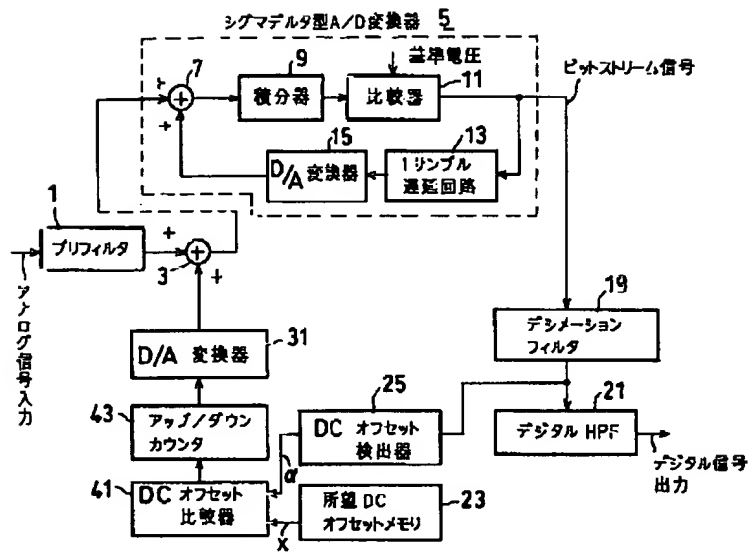 シグマデルタ型A/D変換器 5
基準電圧
7
+
+
9
積分器
11
比較器
ビットストリーム信号
15
D/A 変換器
13
1サンプル
遅延回路
1
プリフィルタ
+
3
+
アナログ信号入力
19
デシメーション
フィルタ
31
D/A 変換器
25
DC オフセット
検出器
21
デジタル HPF
デジタル信号
出力
43
アップ/ダウン
カウンタ
α
41
DC オフセット
比較器
x
23
所望 DC
オフセットメモリ